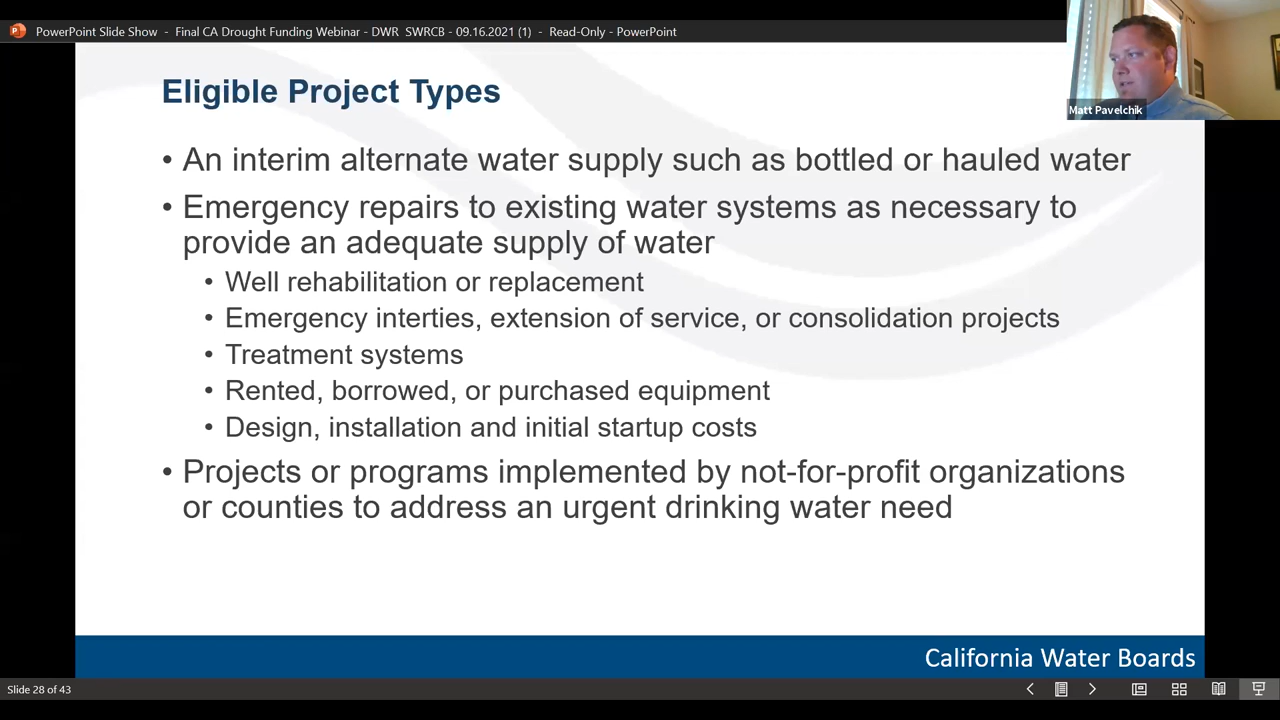 PowerPoint Slide Show - Final CA Drought Funding Webinar - DWR SWRCB - 09.16.2021 (1) - Read-Only - PowerPoint
Matt Pavelchik
Eligible Project Types
• An interim alternate water supply such as bottled or hauled water
• Emergency repairs to existing water systems as necessary to
provide an adequate supply of water
• Well rehabilitation or replacement
• Emergency interties, extension of service, or consolidation projects
• Treatment systems
• Rented, borrowed, or purchased equipment
• Design, installation and initial startup costs
• Projects or programs implemented by not-for-profit organizations
or counties to address an urgent drinking water need
California Water Boards
Slide 28 of 43